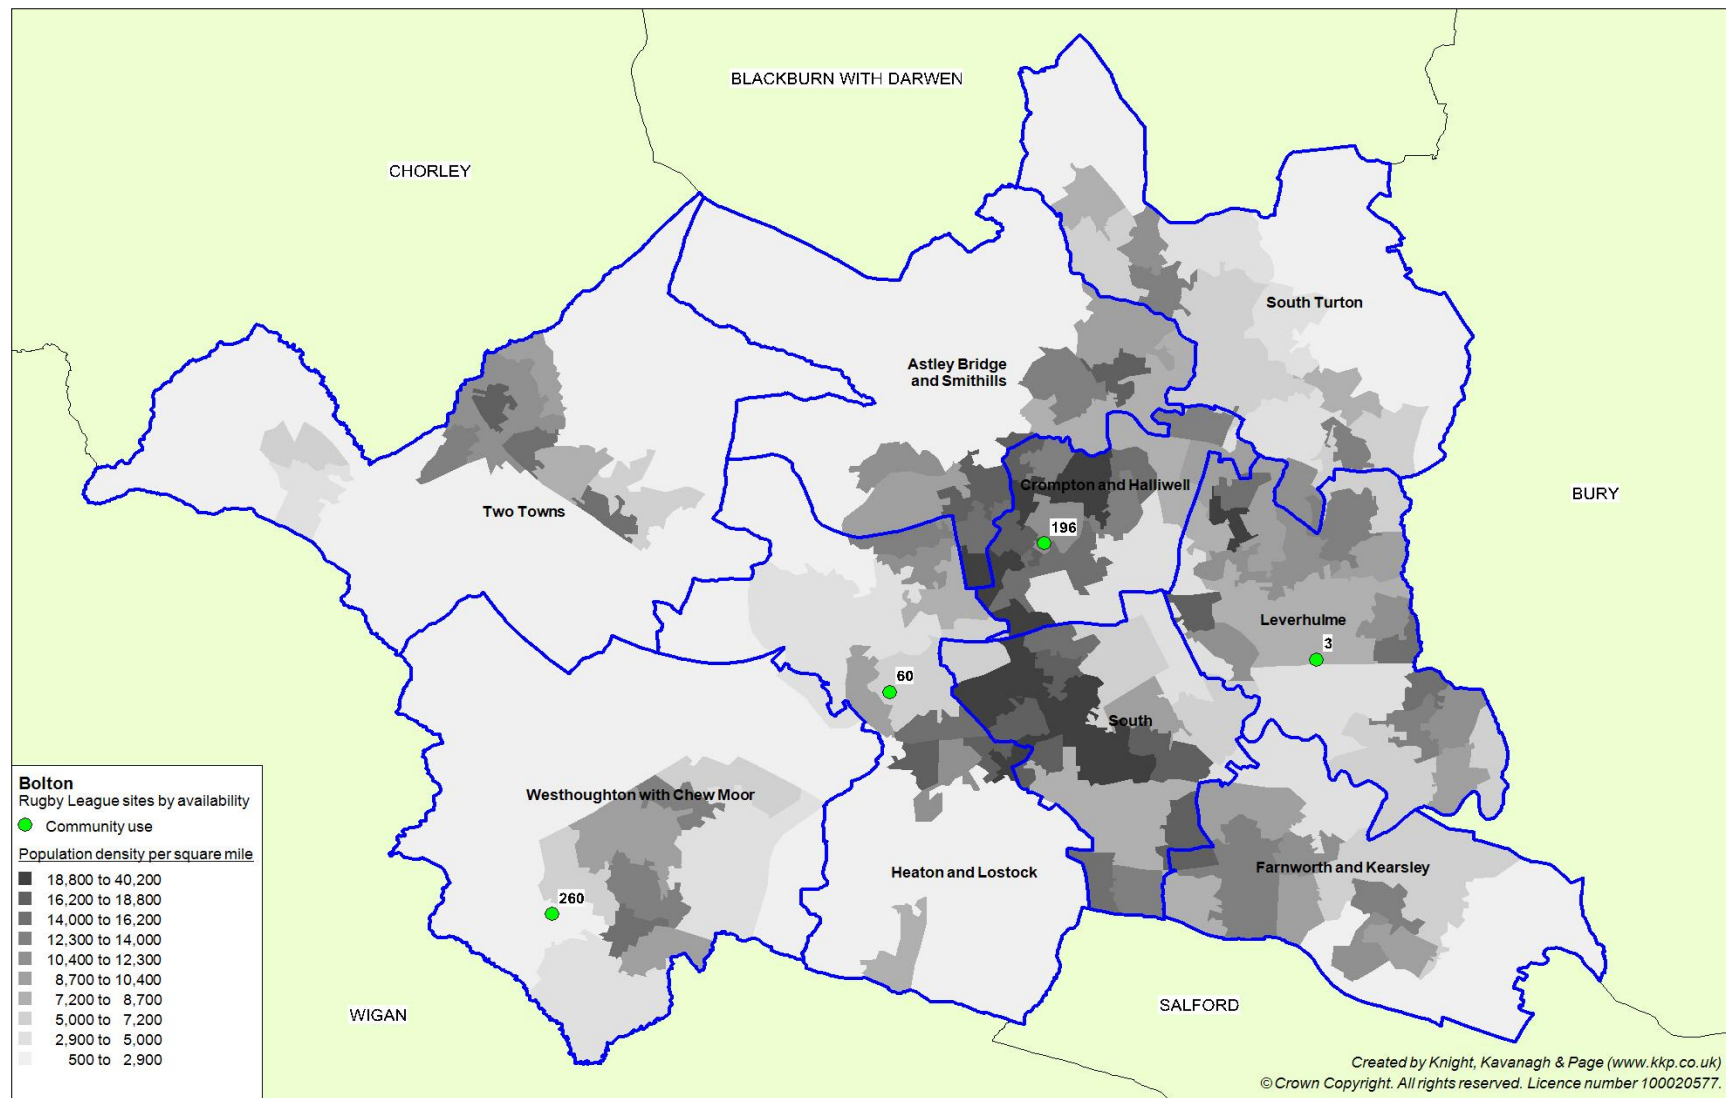 BLACKBURN WITH DARWEN
CHORLEY
South Turton
Astley Bridge
and Smithills
Crompton and Halliwell
BURY
Two Towns
196
Leverhulme
3
60
South
Westhoughton with Chew Moor
Farnworth and Kearsley
Heaton and Lostock
260
SALFORD
WIGAN
Bolton
Rugby League sites by availability
Community use
Population density per square mile
18,800 to 40,200
16,200 to 18,800
14,000 to 16,200
12,300 to 14,000
10,400 to 12,300
8,700 to 10,400
7,200 to 8,700
5,000 to 7,200
2,900 to 5,000
500 to 2,900
Created by Knight, Kavanagh & Page (www.kkp.co.uk)
© Crown Copyright. All rights reserved. Licence number 100020577.